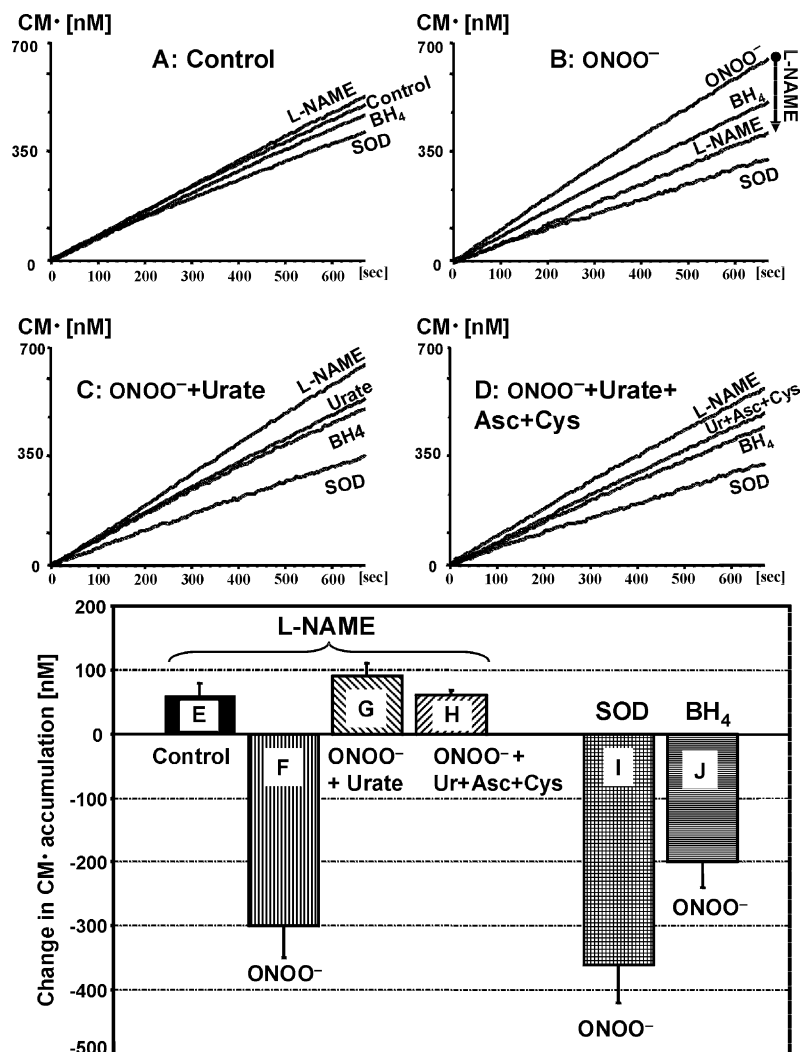 CM• [nM]
700
350
0
A: Control
L-NAME
Control
BH4
SOD
0 100 200 300 400 500 600 [sec]
CM• [nM]
700
350
0
B: ONOO–
ONOO–
BH4
L-NAME
SOD
L-NAME
0 100 200 300 400 500 600 [sec]
CM• [nM]
700
350
0
C: ONOO–+Urate
L-NAME
Urate
BH4
SOD
0 100 200 300 400 500 600 [sec]
CM• [nM]
700
350
0
D: ONOO–+Urate+
Asc+Cys
L-NAME
Ur+Asc+Cys
BH4
SOD
0 100 200 300 400 500 600 [sec]
Change in CM• accumulation [nM]
200
100
0
-100
-200
-300
-400
-500
L-NAME
E
Control
F
ONOO–
G
ONOO–
+ Urate
H
ONOO– +
Ur+Asc+Cys
SOD
I
ONOO–
BH4
J
ONOO–